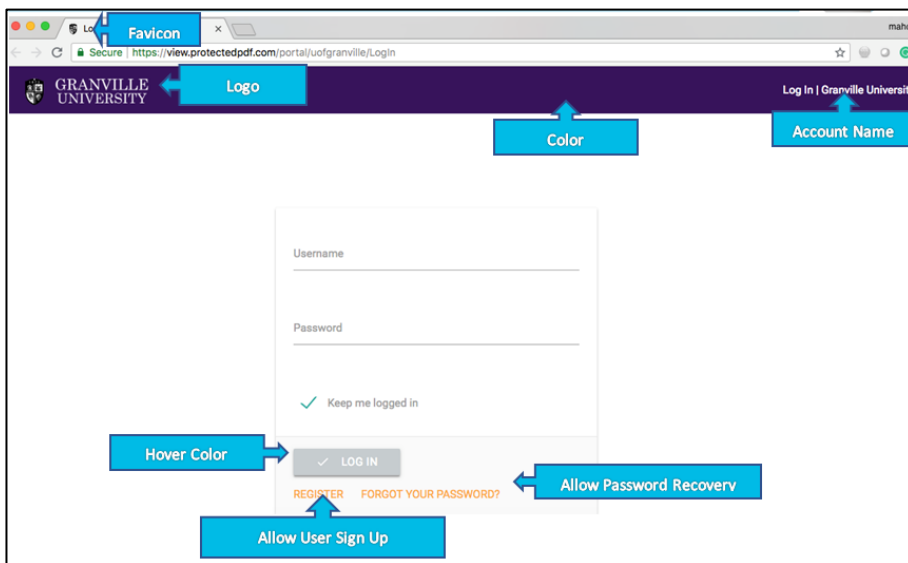 Lo
Favicon
mahu
Secure https://view.protectedpdf.com/portal/uofgranville/LogIn
GRANVILLE
UNIVERSITY
Logo
Log In | Granville Universit
Color
Account Name
Username
Password
Keep me logged in
Hover Color
LOG IN
Allow Password Recovery
REGISTER FORGOT YOUR PASSWORD?
Allow User Sign Up